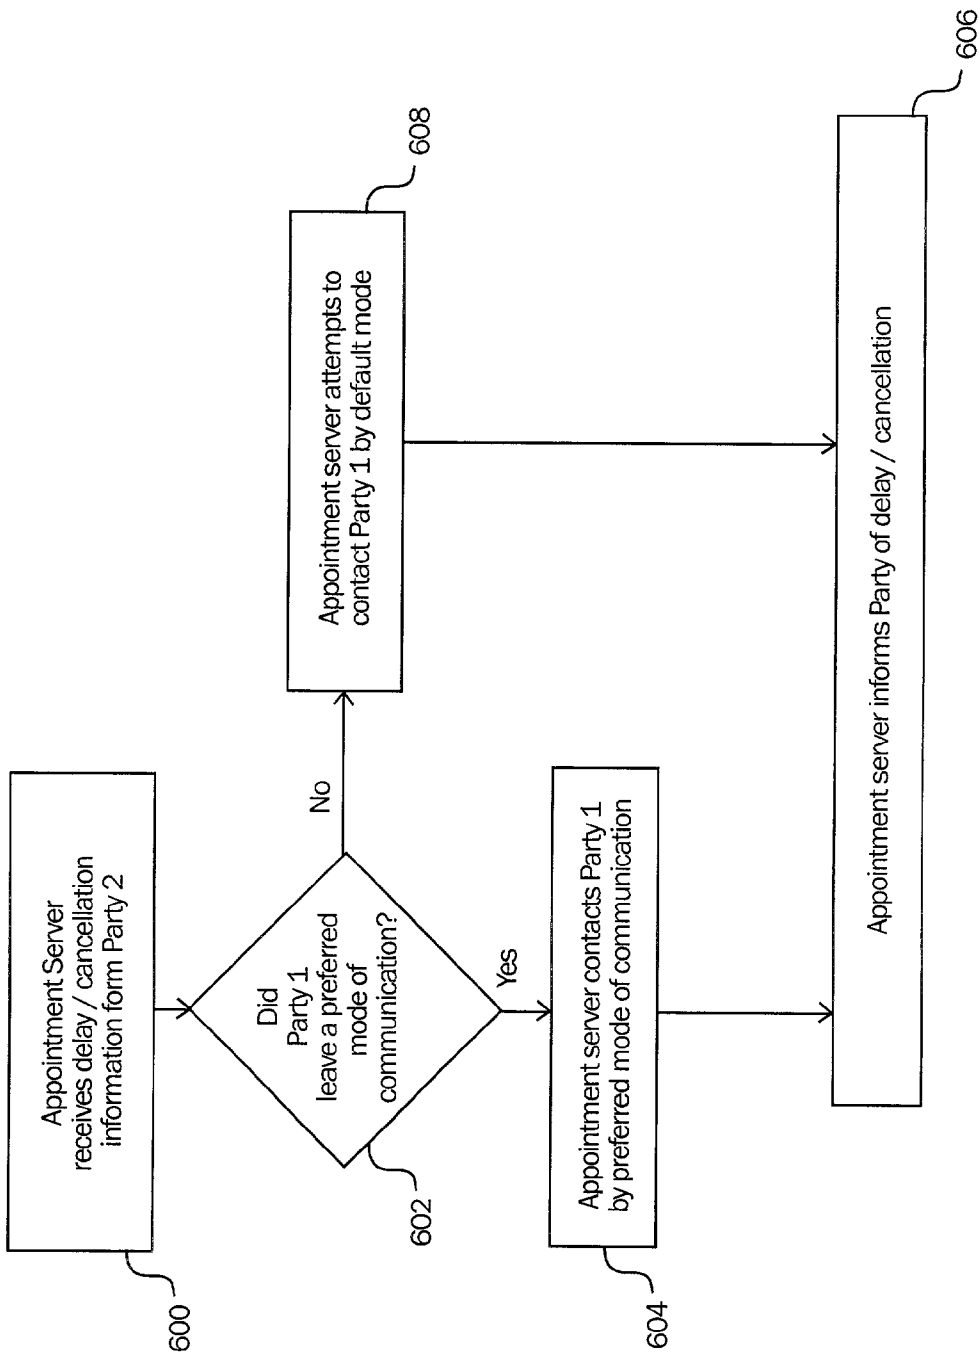 Appointment Server
receives delay / cancellation
information form Party 2
600
Did
Party 1
leave a preferred
mode of
communication?
602
No
Appointment server attempts to
contact Party 1 by default mode
608
Yes
Appointment server contacts Party 1
by preferred mode of communication
604
Appointment server informs Party of delay / cancellation
606